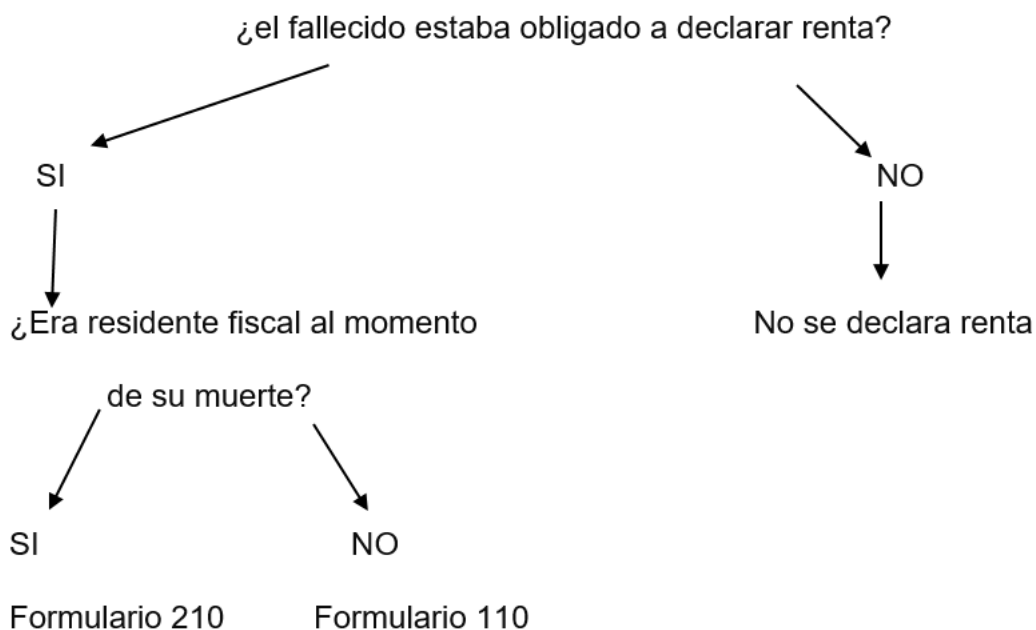 ¿el fallecido estaba obligado a declarar renta?
SI
NO
¿Era residente fiscal al momento
No se declara renta
de su muerte?
SI
NO
Formulario 210
Formulario 110